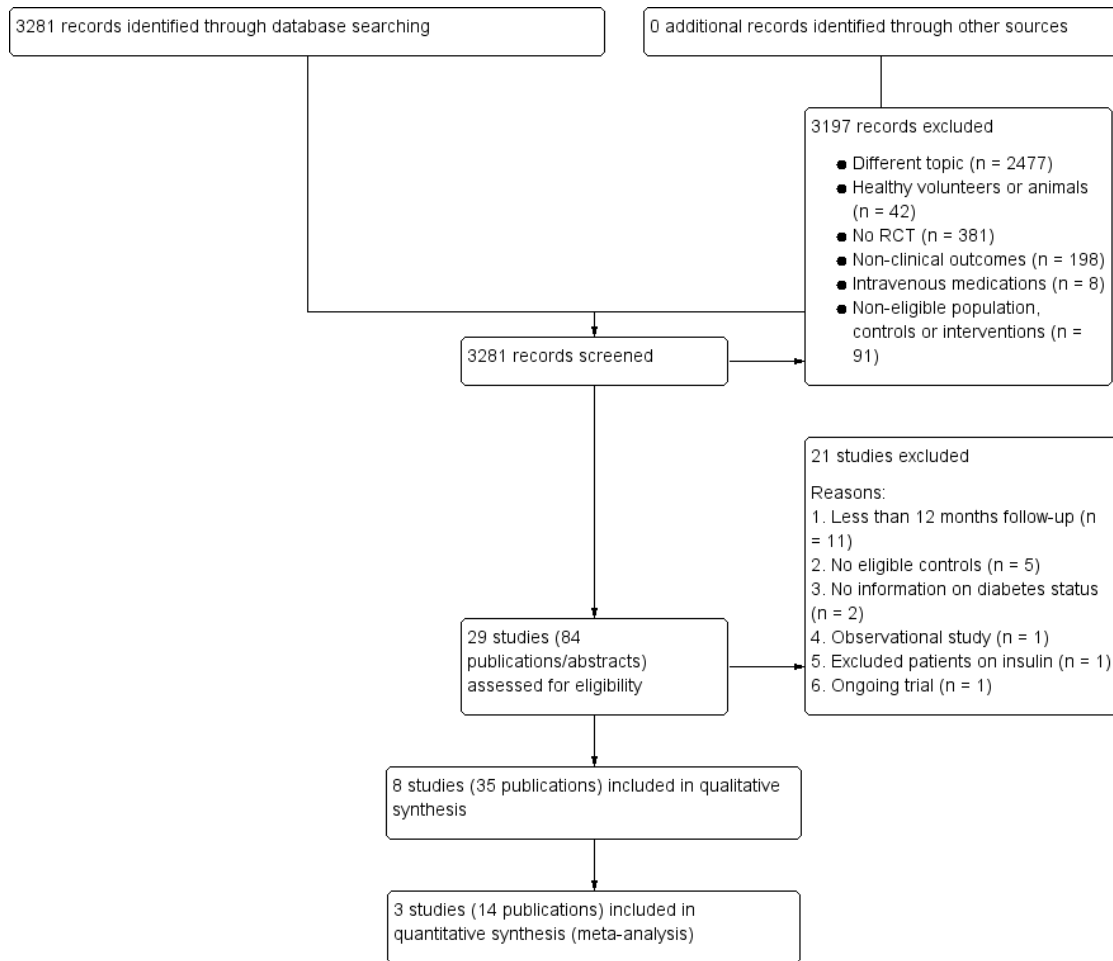 3281 records identified through database searching
0 additional records identified through other sources
3197 records excluded
● Different topic (n = 2477)
● Healthy volunteers or animals
(n = 42)
● No RCT (n = 381)
● Non-clinical outcomes (n = 198)
● Intravenous medications (n = 8)
● Non-eligible population,
controls or interventions (n =
91)
3281 records screened
21 studies excluded
Reasons:
1. Less than 12 months follow-up (n
= 11)
2. No eligible controls (n = 5)
3. No information on diabetes status
(n = 2)
4. Observational study (n = 1)
5. Excluded patients on insulin (n = 1)
6. Ongoing trial (n = 1)
29 studies (84
publications/abstracts)
assessed for eligibility
8 studies (35 publications) included in qualitative
synthesis
3 studies (14 publications) included in
quantitative synthesis (meta-analysis)